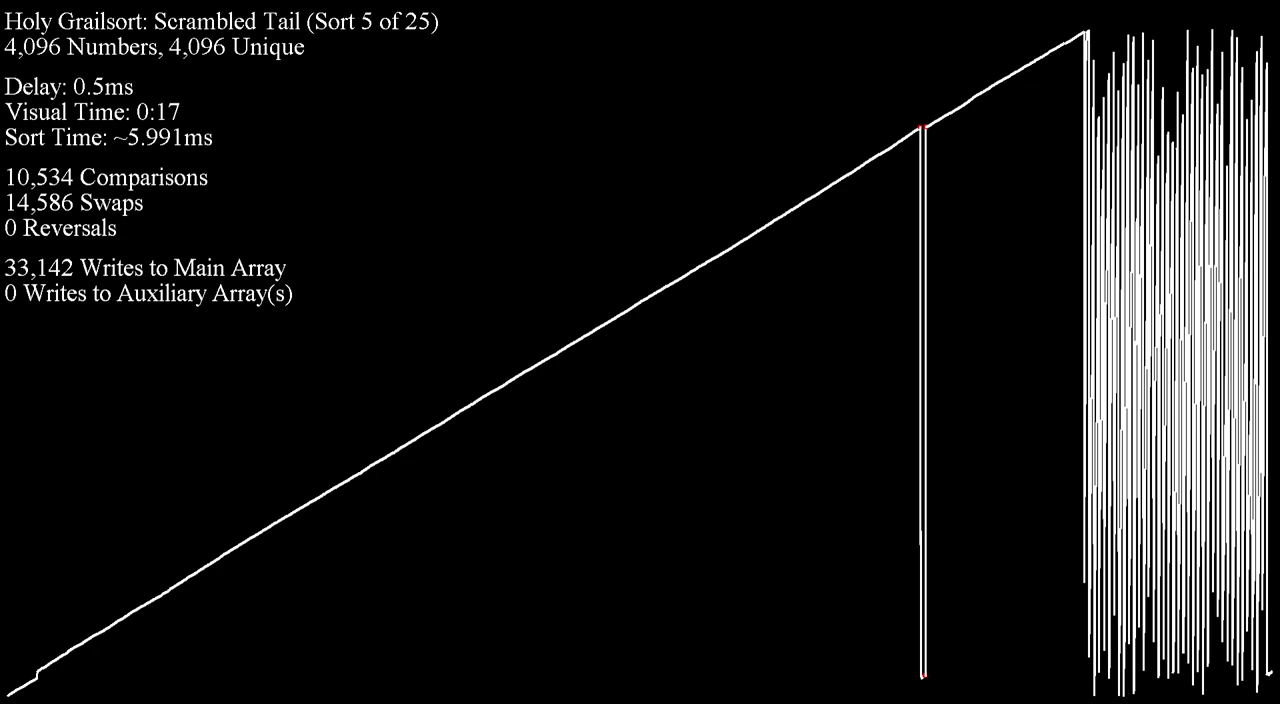 Holy Grailsort: Scrambled Tail (Sort 5 of 25)
4,096 Numbers, 4,096 Unique
Delay: 0.5ms
Visual Time: 0:17
Sort Time: ~5.991ms
10,534 Comparisons
14,586 Swaps
0 Reversals
33,142 Writes to Main Array
0 Writes to Auxiliary Array(s)